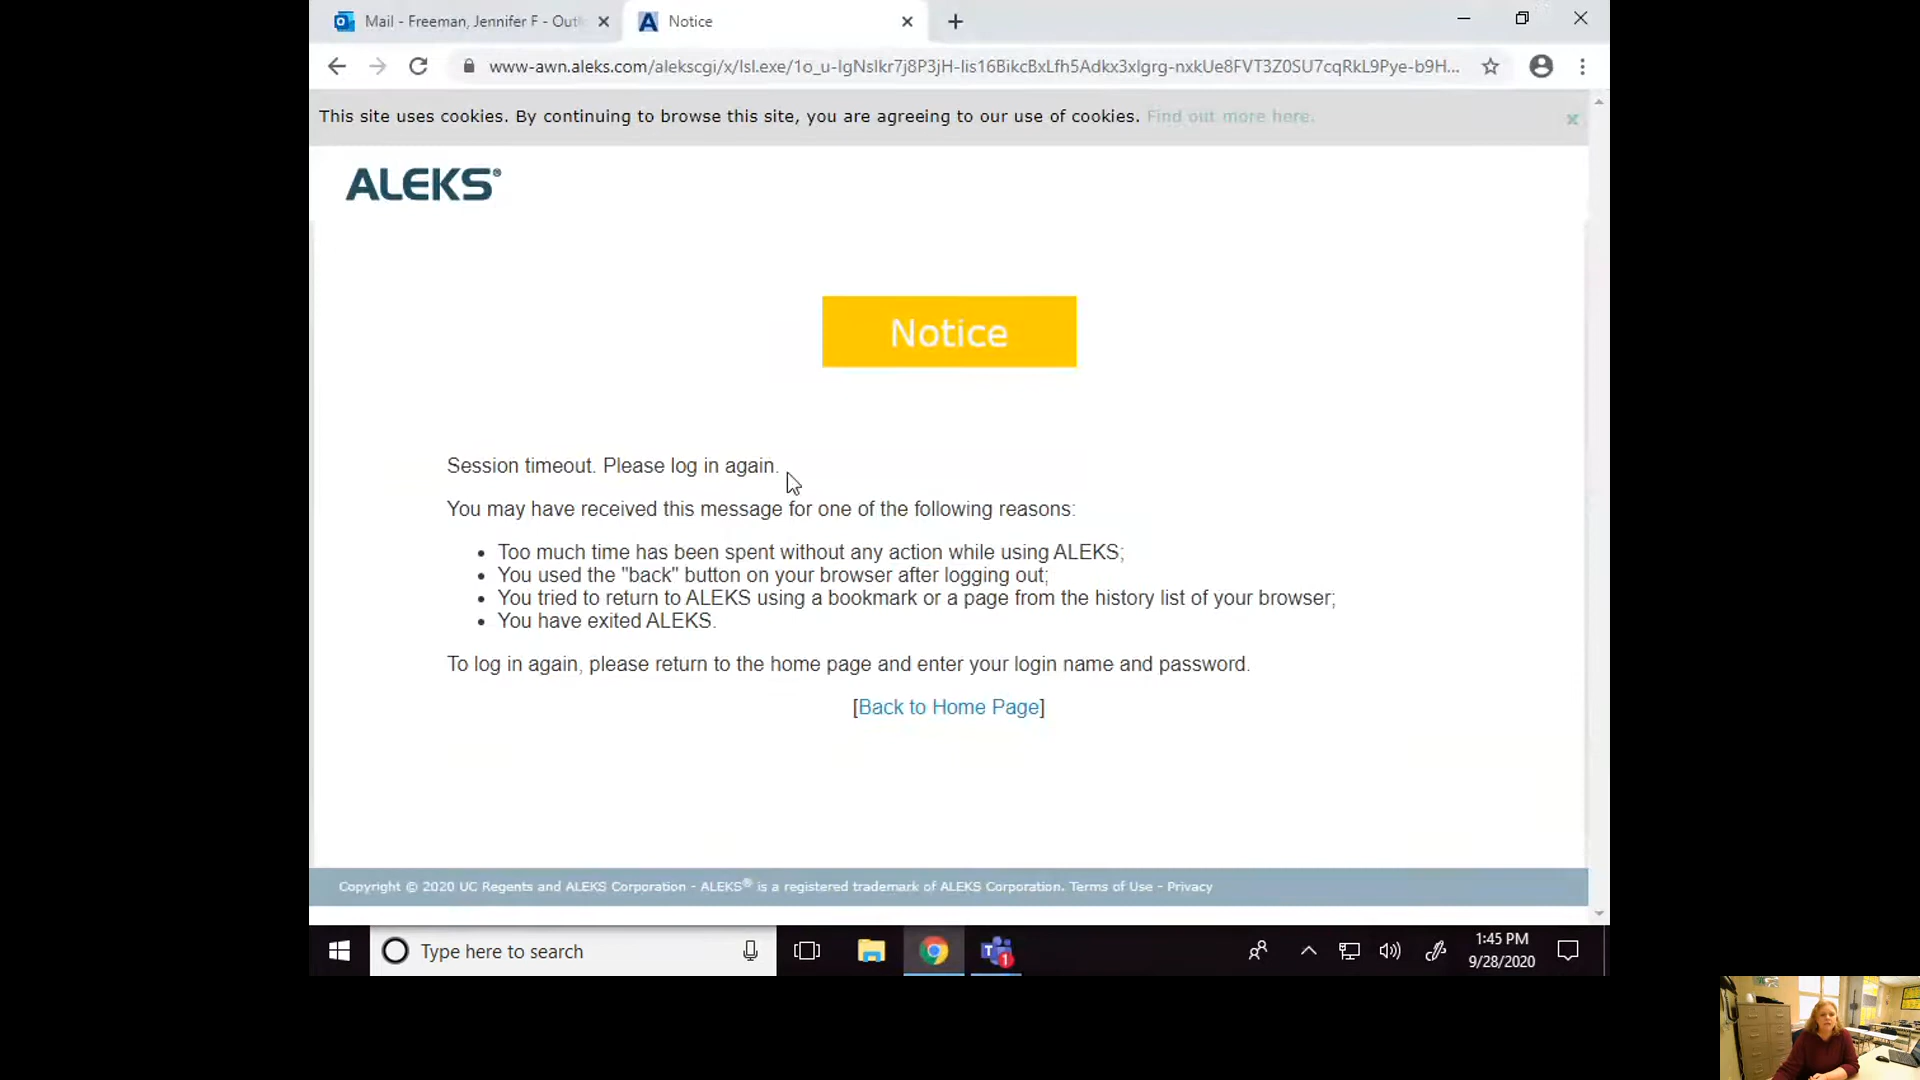 Mail - Freeman, Jennifer F - Outl
Notice
www-awn.aleks.com/alekscgi/x/Isl.exe/1o_u-IgNslkr7j8P3jH-lis16BikcBxLfh5Adkx3xlgrg-nxkUe8FVT3Z0SU7cqRkL9Pye-b9H...
This site uses cookies. By continuing to browse this site, you are agreeing to our use of cookies. Find out more here.
ALEKS®
Notice
Session timeout. Please log in again.
You may have received this message for one of the following reasons:
• Too much time has been spent without any action while using ALEKS;
• You used the "back" button on your browser after logging out;
• You tried to return to ALEKS using a bookmark or a page from the history list of your browser;
• You have exited ALEKS.
To log in again, please return to the home page and enter your login name and password.
[Back to Home Page]
Copyright © 2020 UC Regents and ALEKS Corporation - ALEKS® is a registered trademark of ALEKS Corporation. Terms of Use - Privacy
Type here to search
T
1
1:45 PM
9/28/2020